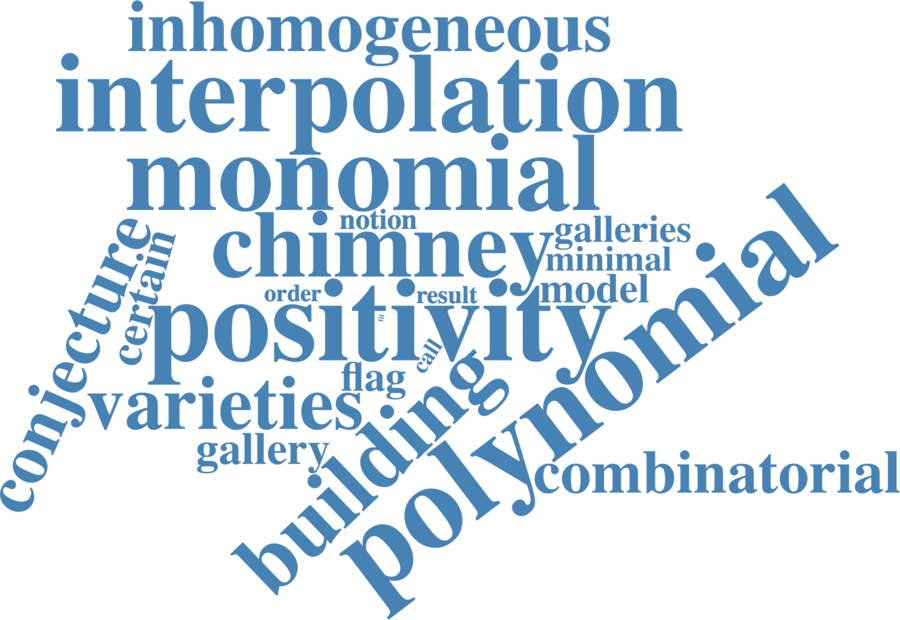 inhomogeneous
interpolation
monomial
notion
chimney
galleries
minimal
conjecture
certain
order
result
model
positivity
polynomial
call
flag
varieties
building
gallery
combinatorial